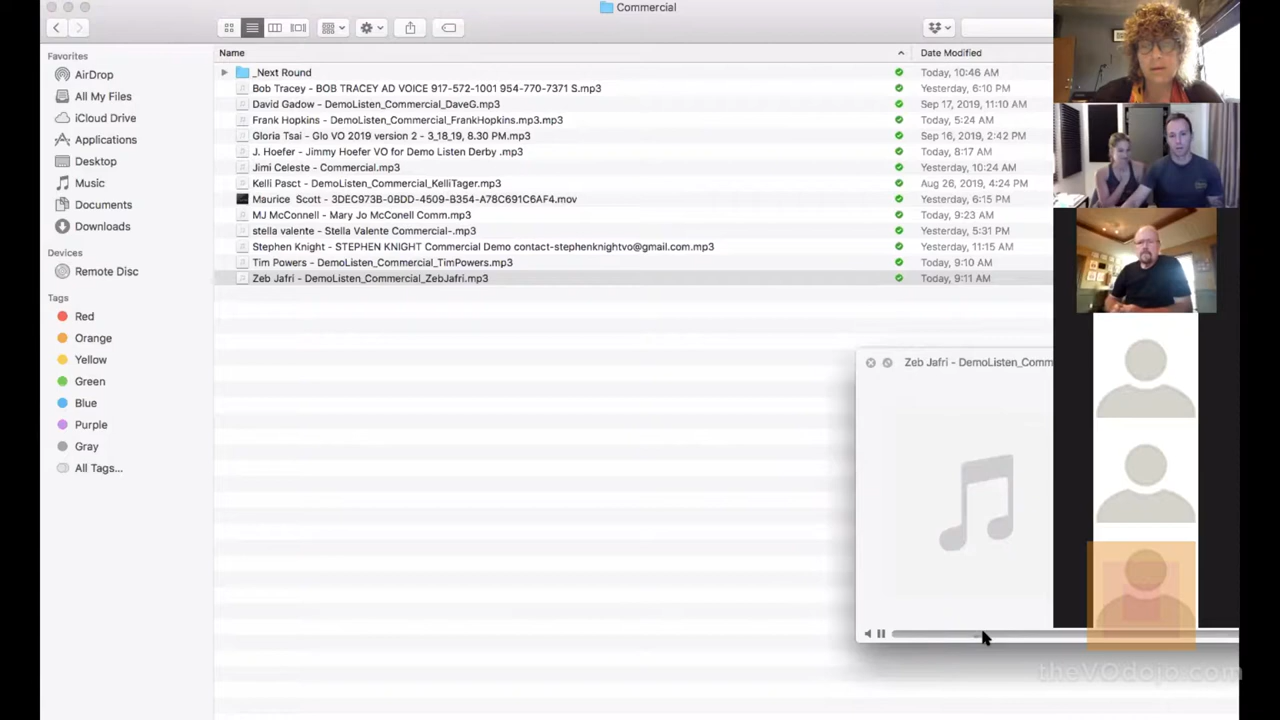 Commercial
Name
Date Modified
Favorites
AirDrop
All My Files
iCloud Drive
Applications
Desktop
Music
Documents
Downloads
Devices
Remote Disc
Tags
Red
Orange
Yellow
Green
Blue
Purple
Gray
All Tags...
_Next Round Today, 10:46 AM
Bob Tracey - BOB TRACEY AD VOICE 917-572-1001 954-770-7371 S.mp3 Yesterday, 6:10 PM
David Gadow - DemoListen_Commercial_DaveG.mp3 Sep 17, 2019, 11:10 AM
Frank Hopkins - DemoListen_Commercial_FrankHopkins.mp3.mp3 Today, 5:24 AM
Gloria Tsai - Glo VO 2019 version 2 - 3_18_19, 8.30 PM.mp3 Sep 16, 2019, 2:42 PM
J. Hoefer - Jimmy Hoefer VO for Demo Listen Derby .mp3 Today, 8:17 AM
Jimi Celeste - Commercial.mp3 Yesterday, 10:24 AM
Kelli Pasct - DemoListen_Commercial_KelliTager.mp3 Aug 26, 2019, 4:24 PM
Maurice Scott - 3DEC973B-0BDD-4509-B354-A78C691C6AF4.mov Yesterday, 6:15 PM
MJ McConnell - Mary Jo McConell Comm.mp3 Today, 9:23 AM
stella valente - Stella Valente Commercial-.mp3 Yesterday, 5:31 PM
Stephen Knight - STEPHEN KNIGHT Commercial Demo contact-stephenknightvo@gmail.com.mp3 Yesterday, 11:15 AM
Tim Powers - DemoListen_Commercial_TimPowers.mp3 Today, 9:10 AM
Zeb Jafri - DemoListen_Commercial_ZebJafri.mp3 Today, 9:11 AM
Zeb Jafri - DemoListen_Comm
theVOdojo.com